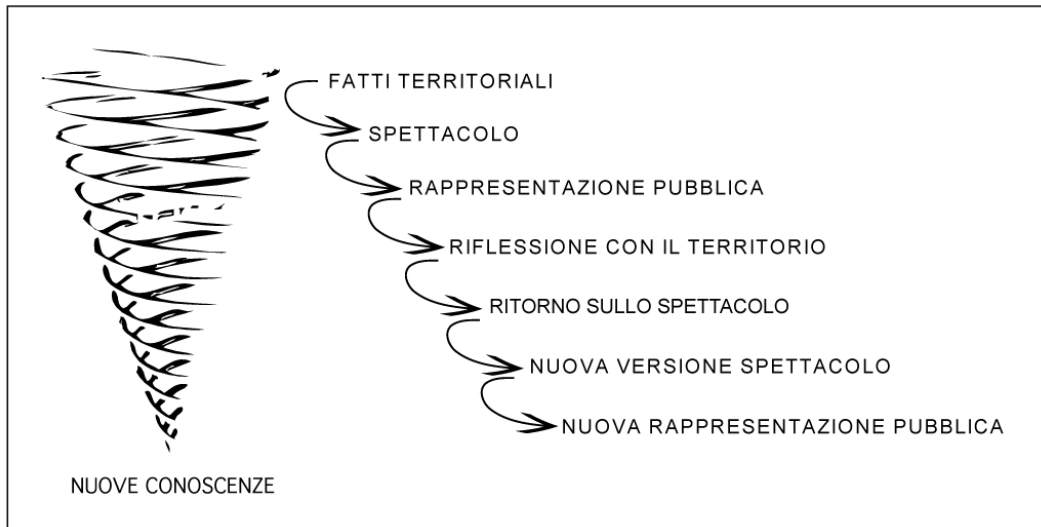 FATTI TERRITORIALI
SPETTACOLO
RAPPRESENTAZIONE PUBBLICA
RIFLESSIONE CON IL TERRITORIO
RITORNO SULLO SPETTACOLO
NUOVA VERSIONE SPETTACOLO
NUOVA RAPPRESENTAZIONE PUBBLICA
NUOVE CONOSCENZE